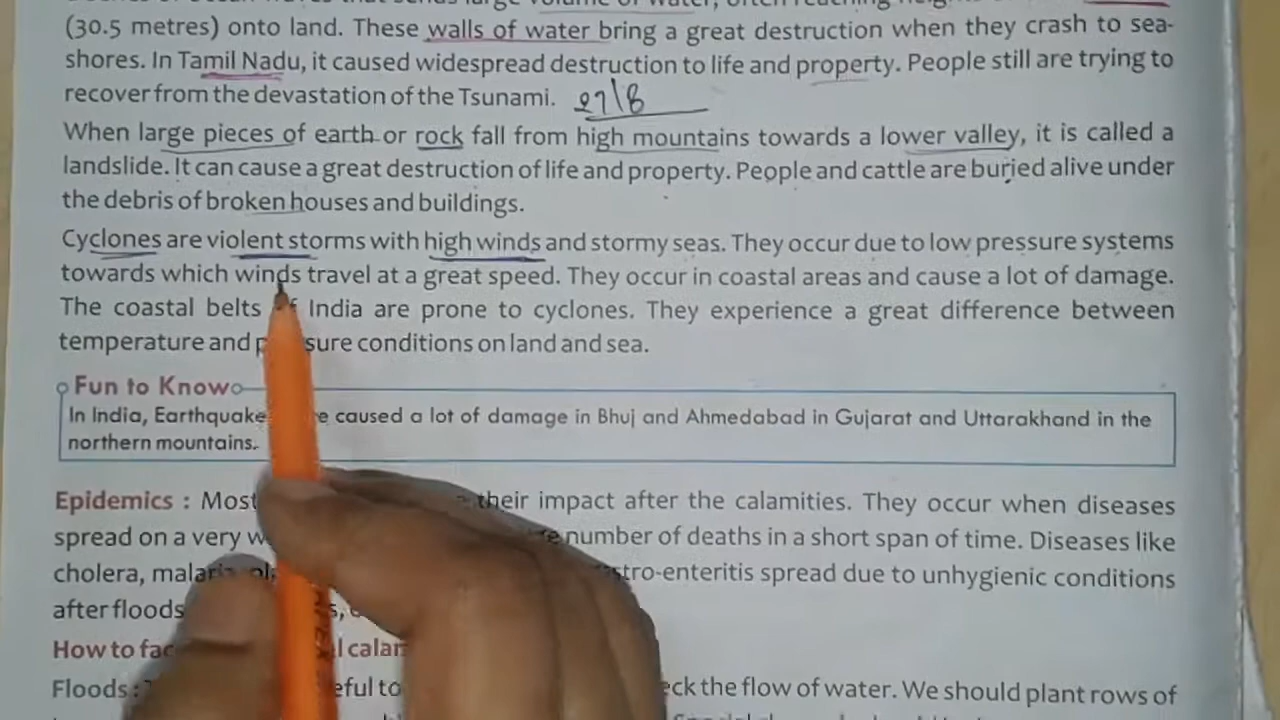 (30.5 metres) onto land. These walls of water bring a great destruction when they crash to sea-
shores. In Tamil Nadu, it caused widespread destruction to life and property. People still are trying to
recover from the devastation of the Tsunami. 27/8
When large pieces of earth or rock fall from high mountains towards a lower valley, it is called a
landslide. It can cause a great destruction of life and property. People and cattle are buried alive under
the debris of broken houses and buildings.
Cyclones are violent storms with high winds and stormy seas. They occur due to low pressure systems
towards which winds travel at a great speed. They occur in coastal areas and cause a lot of damage.
The coastal belts India are prone to cyclones. They experience a great difference between
temperature and conditions on land and sea.
Fun to Know
In India, Earthquake caused a lot of damage in Bhuj and Ahmedabad in Gujarat and Uttarakhand in the
northern mountains.
Epidemics : Most their impact after the calamities. They occur when diseases
spread on a very number of deaths in a short span of time. Diseases like
cholera, spread due to unhygienic conditions
after floods
How to
Floods : the flow of water. We should plant rows of